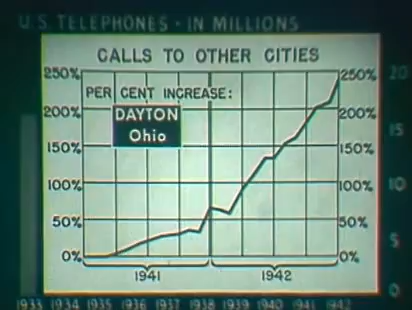 U.S. TELEPHONES - IN MILLIONS
CALLS TO OTHER CITIES
250% 250% 20
PER CENT INCREASE:
DAYTON
Ohio
200% 200%
15
150% 150%
100% 100% 10
50% 50%
5
0% 0%
1941 1942
0
1933 1934 1935 1936 1937 1938 1939 1940 1941 1942